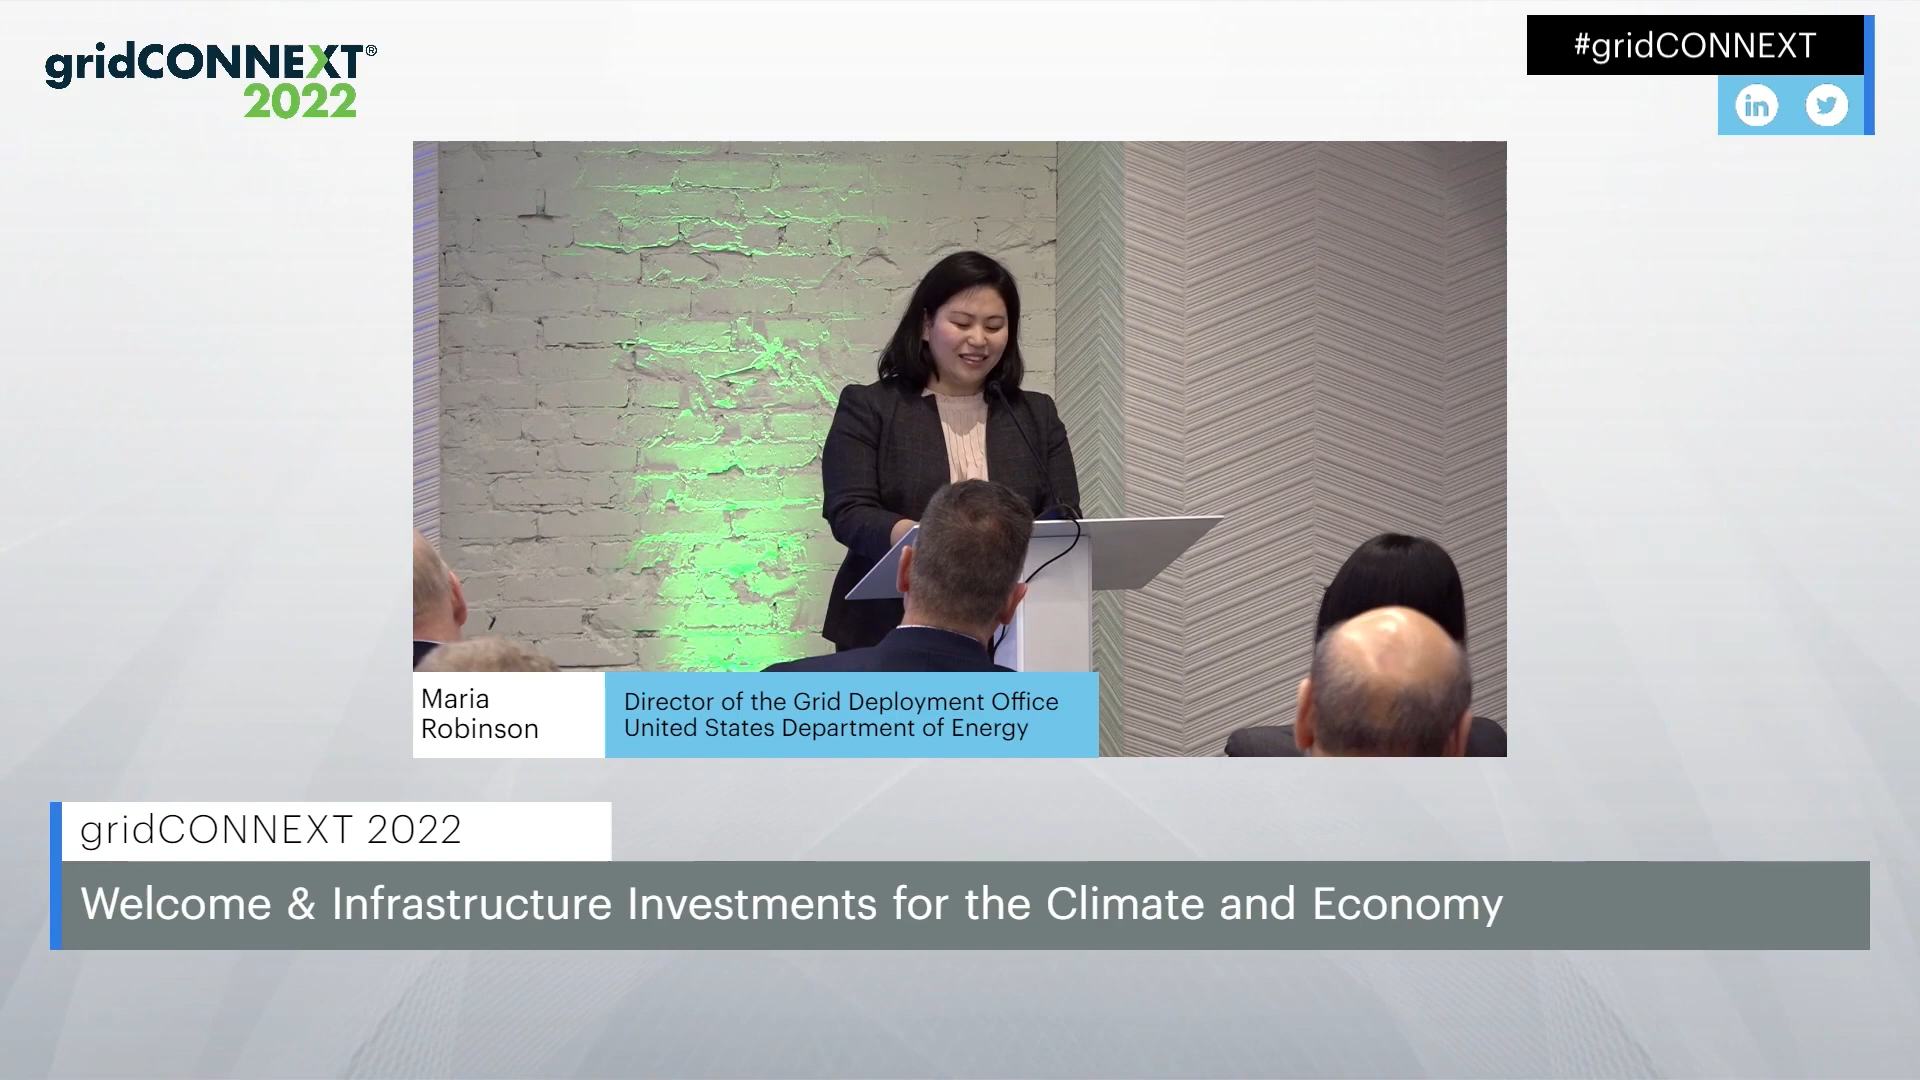 gridCONNEXT®
2022
#gridCONNEXT
in
Maria
Robinson
Director of the Grid Deployment Office
United States Department of Energy
gridCONNEXT 2022
Welcome & Infrastructure Investments for the Climate and Economy